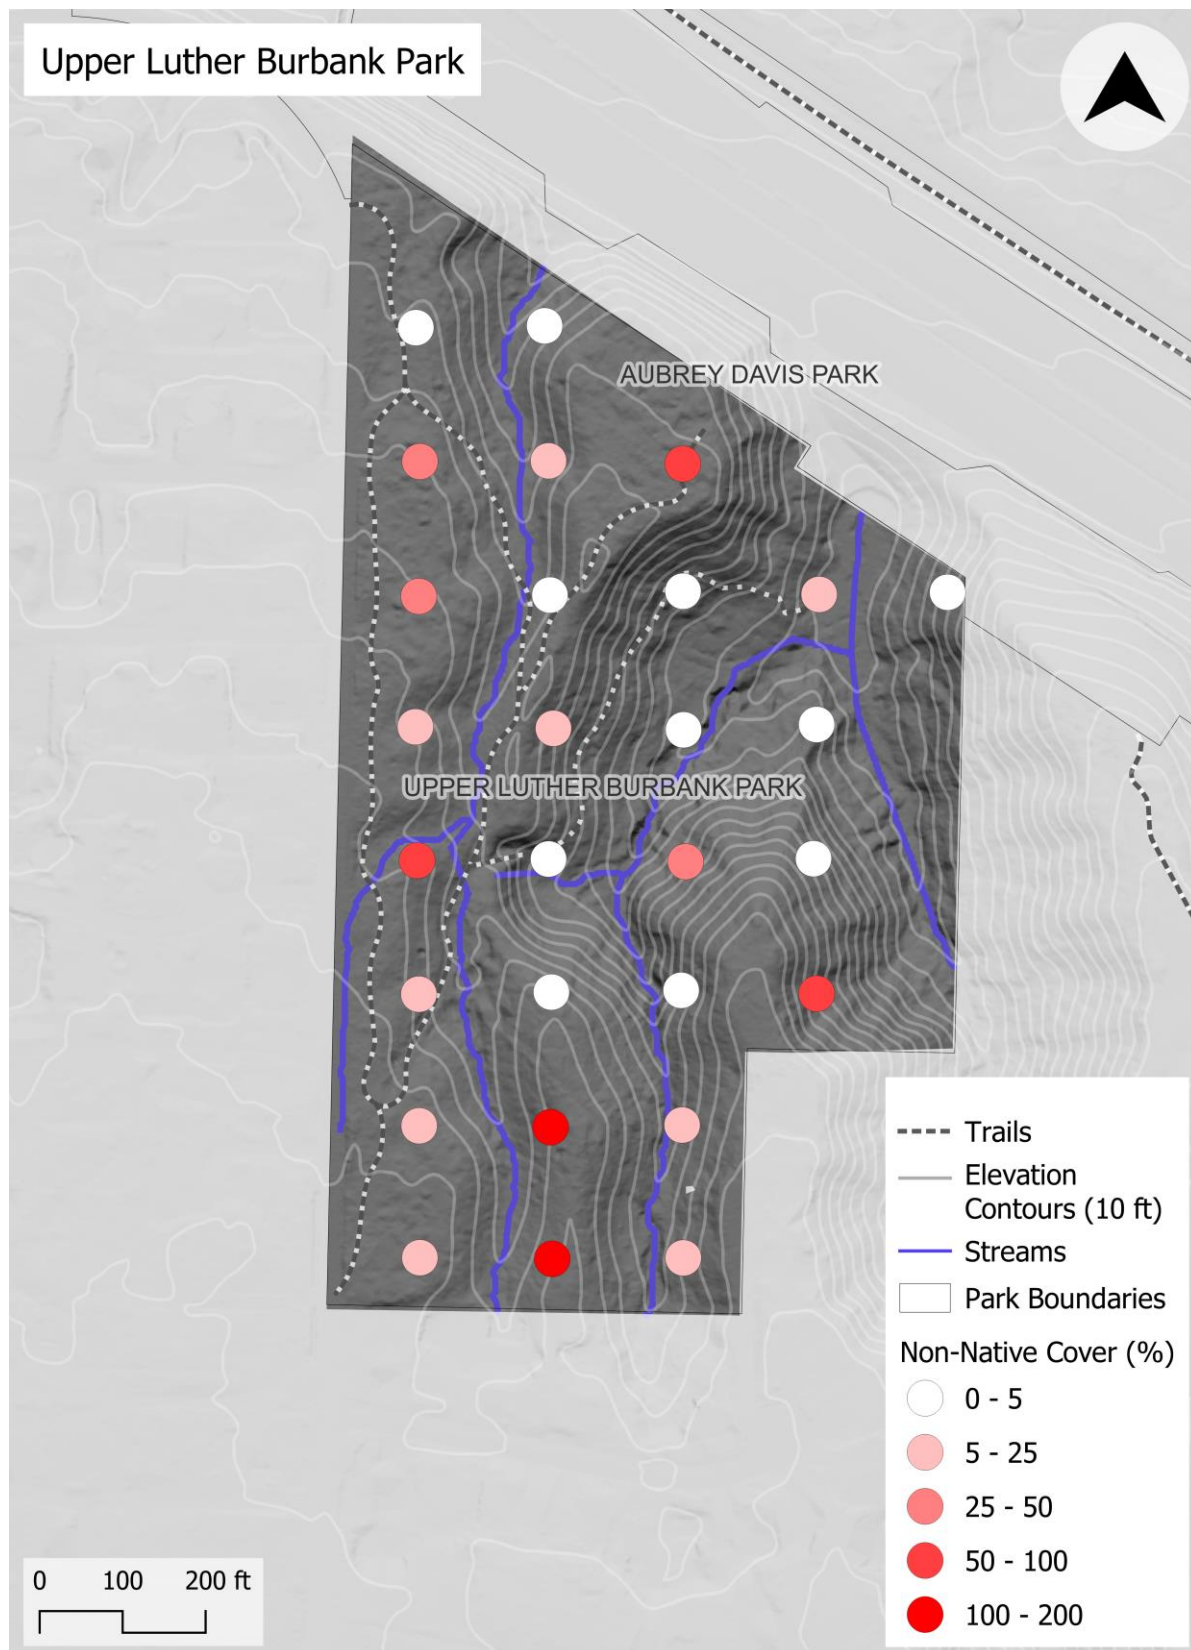 Upper Luther Burbank Park
AUBREY DAVIS PARK
UPPER LUTHER BURBANK PARK
Trails
Elevation
Contours (10 ft)
Streams
Park Boundaries
Non-Native Cover (%)
0 - 5
5 - 25
25 - 50
50 - 100
100 - 200
0 100 200 ft